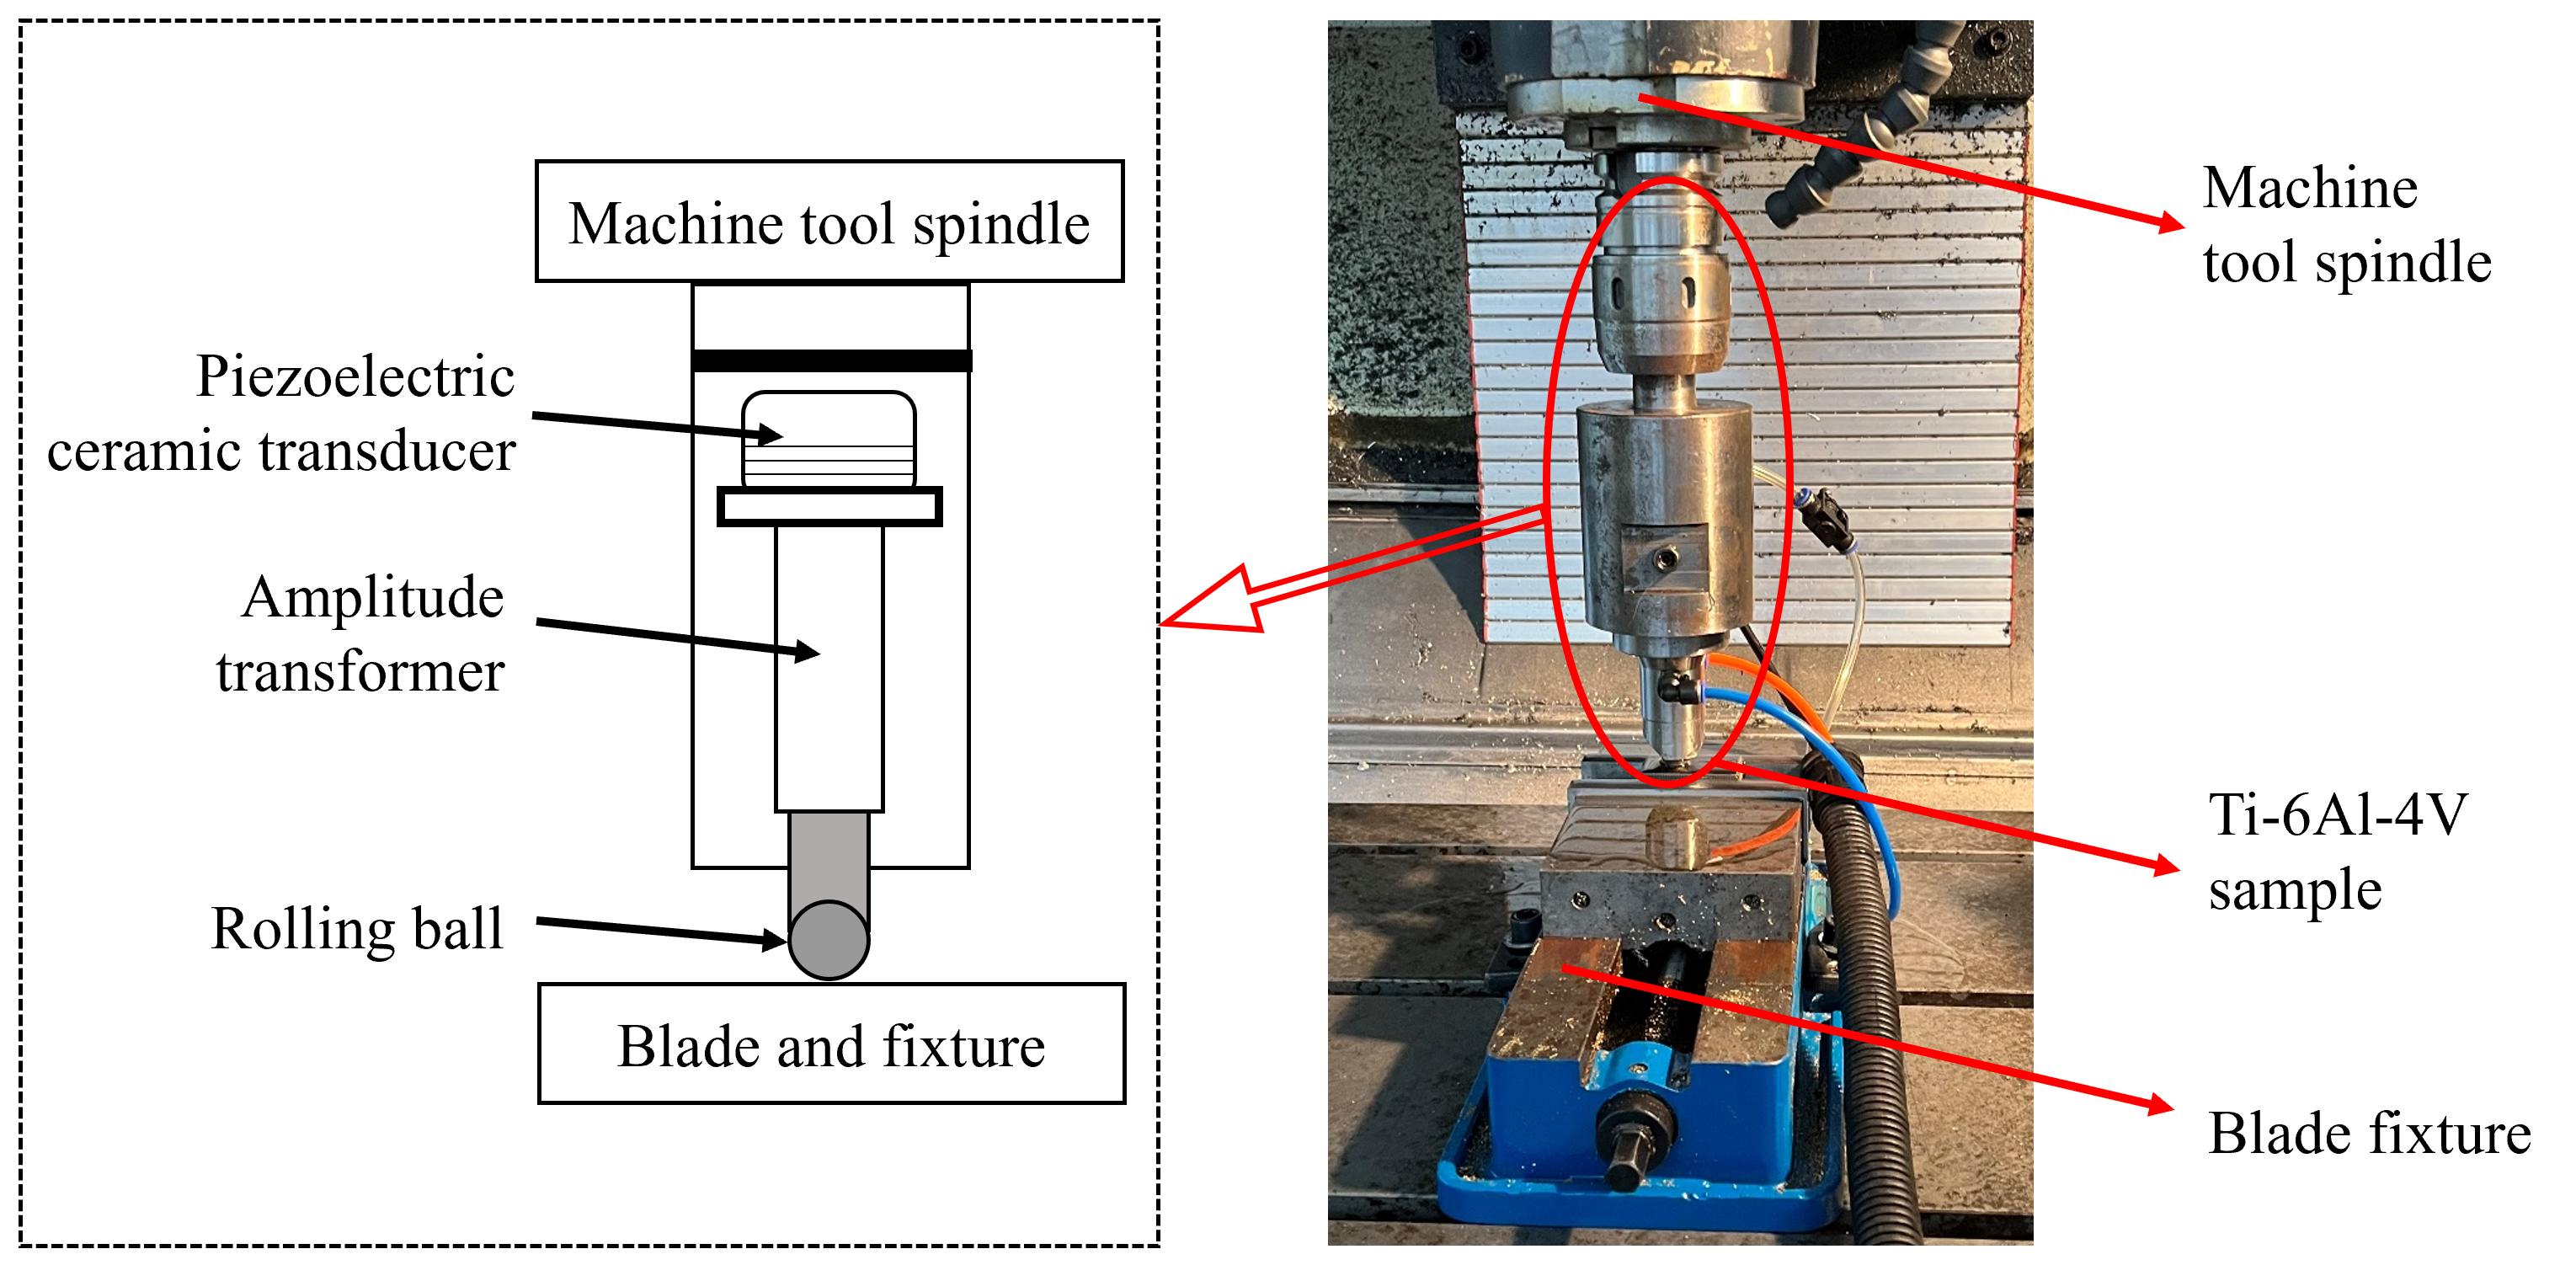 Machine tool spindle
Piezoelectric
ceramic transducer
Amplitude
transformer
Rolling ball
Blade and fixture
Machine
tool spindle
Ti-6Al-4V
sample
Blade fixture